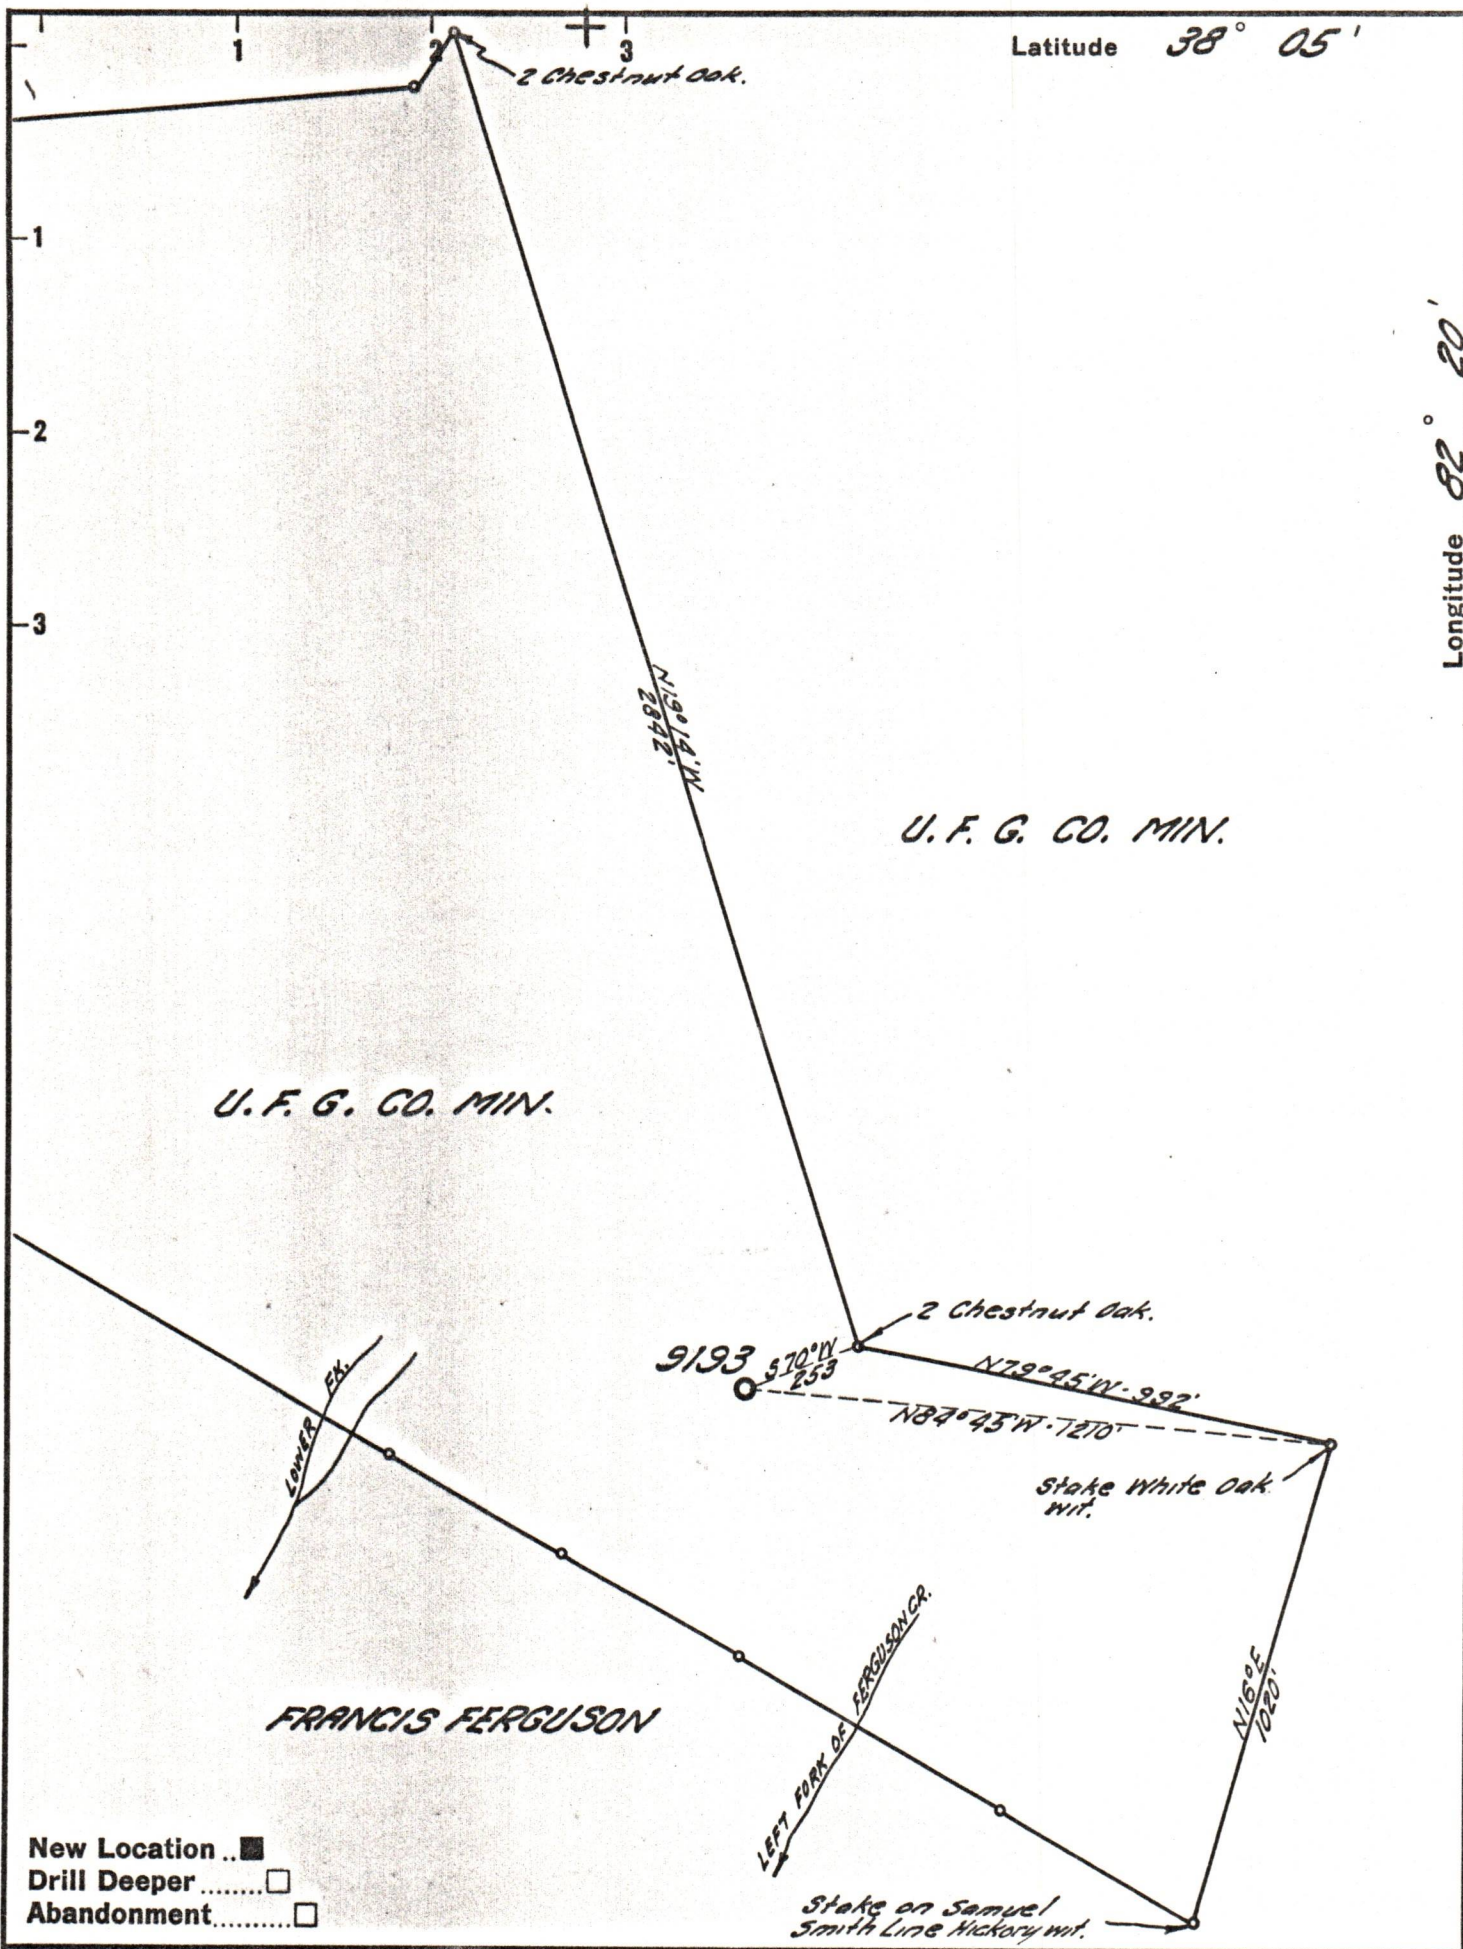 1 2 3
Latitude 38° 05'
2 Chestnut Oak.
1
2
3
Longitude 82° 20'
N19°14'W
2842'
U. F. G. CO. MIN.
U. F. G. CO. MIN.
2 Chestnut Oak.
9193
S70°W
253
N79°45'W · 992'
N84°45'W · 1210'
LOWER FK.
Stake White Oak
wit.
LEFT FORK OF FERGUSON CR.
N16°E
1020'
FRANCIS FERGUSON
New Location ..
Drill Deeper ........
Abandonment..........
Stake on Samuel
Smith Line Hickory wit.